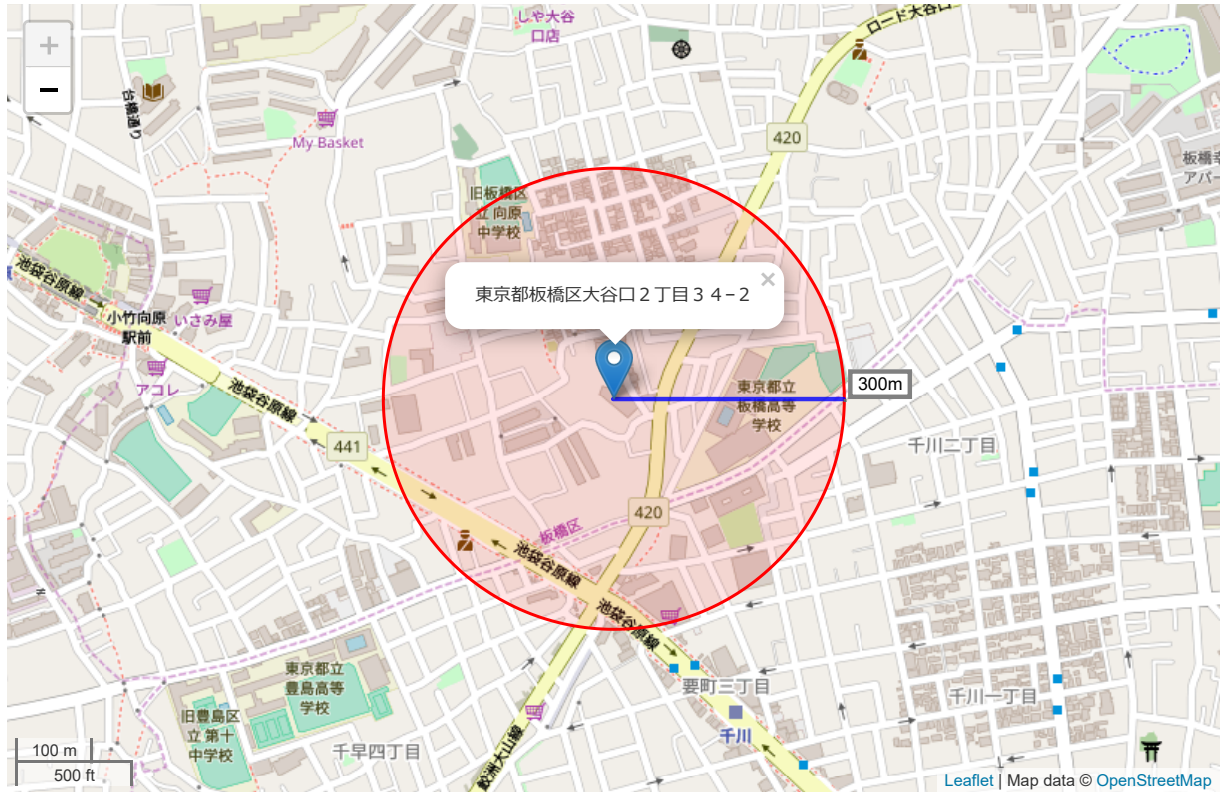 +
−
しや大谷
口店
ロード大谷口
台橋通り
My Basket
420
板橋幸
アパー
旧板橋区
立 向原
中学校
東京都板橋区大谷口２丁目３４−２
×
池袋谷原線
小竹向原
駅前
いさみ屋
アコレ
池袋谷原線
441
300m
東京都立
板橋高等
学校
千川二丁目
420
板橋区
池袋谷原線
池袋谷原線
東京都立
豊島高等
学校
旧豊島区
立 第十
中学校
千早四丁目
要町三丁目
千川
千川一丁目
100 m
500 ft
Leaflet | Map data © OpenStreetMap